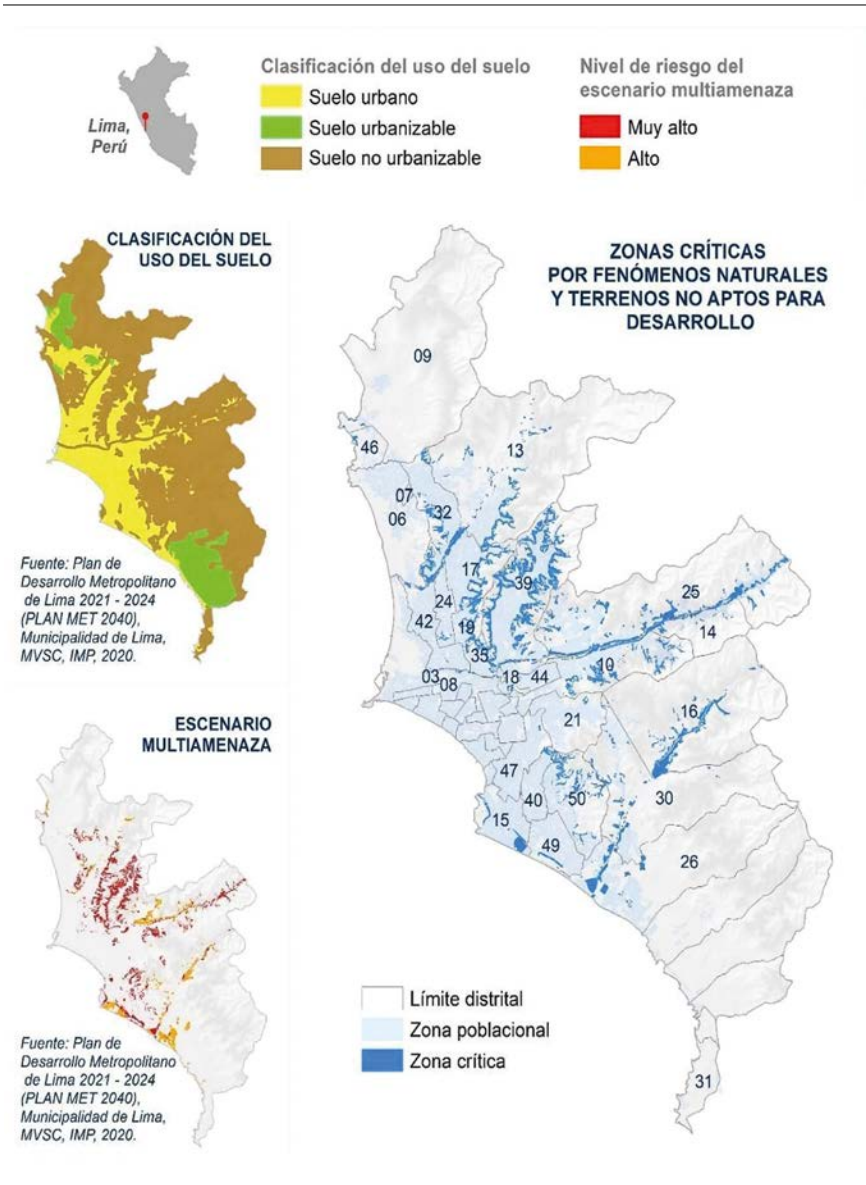 Lima,
Perú
Clasificación del uso del suelo
Suelo urbano
Suelo urbanizable
Suelo no urbanizable
Nivel de riesgo del
escenario multiamenaza
Muy alto
Alto
CLASIFICACIÓN DEL
USO DEL SUELO
Fuente: Plan de
Desarrollo Metropolitano
de Lima 2021 - 2024
(PLAN MET 2040),
Municipalidad de Lima,
MVSC, IMP, 2020.
ESCENARIO
MULTIAMENAZA
Fuente: Plan de
Desarrollo Metropolitano
de Lima 2021 - 2024
(PLAN MET 2040),
Municipalidad de Lima,
MVSC, IMP, 2020.
ZONAS CRÍTICAS
POR FENÓMENOS NATURALES
Y TERRENOS NO APTOS PARA
DESARROLLO
09
46
13
07
06
32
17
39
24
42
19
25
14
35
03
08
18
44
10
21
16
47
40
50
30
15
49
26
31
Límite distrital
Zona poblacional
Zona crítica